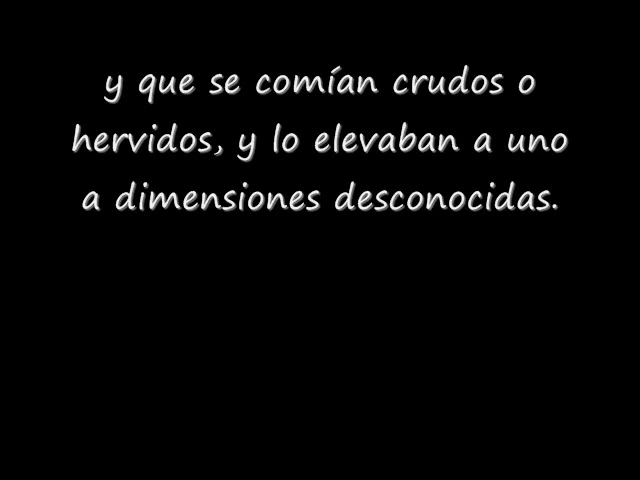 y que se comían crudos o
hervidos, y lo elevaban a uno
a dimensiones desconocidas.